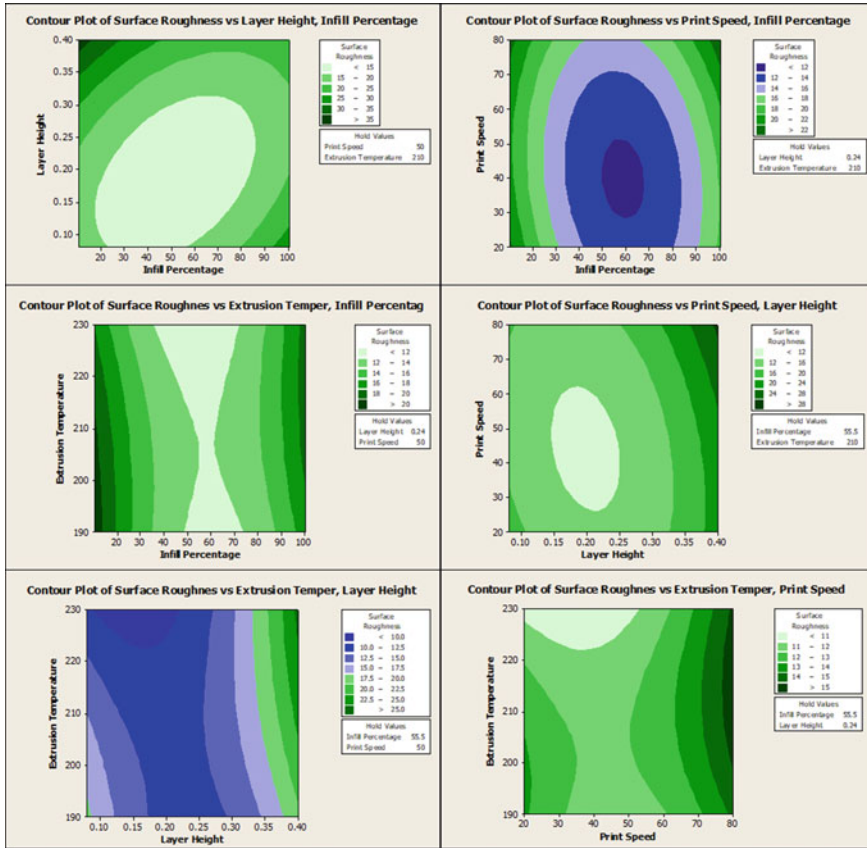 Contour Plot of Surface Roughness vs Layer Height, Infill Percentage
0.40
0.35
0.30
0.25
0.20
0.15
0.10
Layer Height
10 20 30 40 50 60 70 80 90 100
Infill Percentage
Surface
Roughness
< 15
15 – 20
20 – 25
25 – 30
30 – 35
> 35
Hold Values
Print Speed 50
Extrusion Temperature 210
Contour Plot of Surface Roughness vs Print Speed, Infill Percentage
80
70
60
50
40
30
20
Print Speed
10 20 30 40 50 60 70 80 90 100
Infill Percentage
Surface
Roughness
< 12
12 – 14
14 – 16
16 – 18
18 – 20
20 – 22
> 22
Hold Values
Layer Height 0.24
Extrusion Temperature 210
Contour Plot of Surface Roughnes vs Extrusion Temper, Infill Percentag
230
220
210
200
190
Extrusion Temperature
20 30 40 50 60 70 80 90 100
Infill Percentage
Surface
Roughness
< 12
12 – 14
14 – 16
16 – 18
18 – 20
> 20
Hold Values
Layer Height 0.24
Print Speed 50
Contour Plot of Surface Roughness vs Print Speed, Layer Height
80
70
60
50
40
30
20
Print Speed
0.10 0.15 0.20 0.25 0.30 0.35 0.40
Layer Height
Surface
Roughness
< 12
12 – 16
16 – 20
20 – 24
24 – 28
> 28
Hold Values
Infill Percentage 55.5
Extrusion Temperature 210
Contour Plot of Surface Roughnes vs Extrusion Temper, Layer Height
230
220
210
200
190
Extrusion Temperature
0.10 0.15 0.20 0.25 0.30 0.35 0.40
Layer Height
Surface
Roughness
< 10.0
10.0 – 12.5
12.5 – 15.0
15.0 – 17.5
17.5 – 20.0
20.0 – 22.5
22.5 – 25.0
> 25.0
Hold Values
Infill Percentage 55.5
Print Speed 50
Contour Plot of Surface Roughnes vs Extrusion Temper, Print Speed
230
220
210
200
190
Extrusion Temperature
20 30 40 50 60 70 80
Print Speed
Surface
Roughness
< 11
11 – 12
12 – 13
13 – 14
14 – 15
> 15
Hold Values
Infill Percentage 55.5
Layer Height 0.24